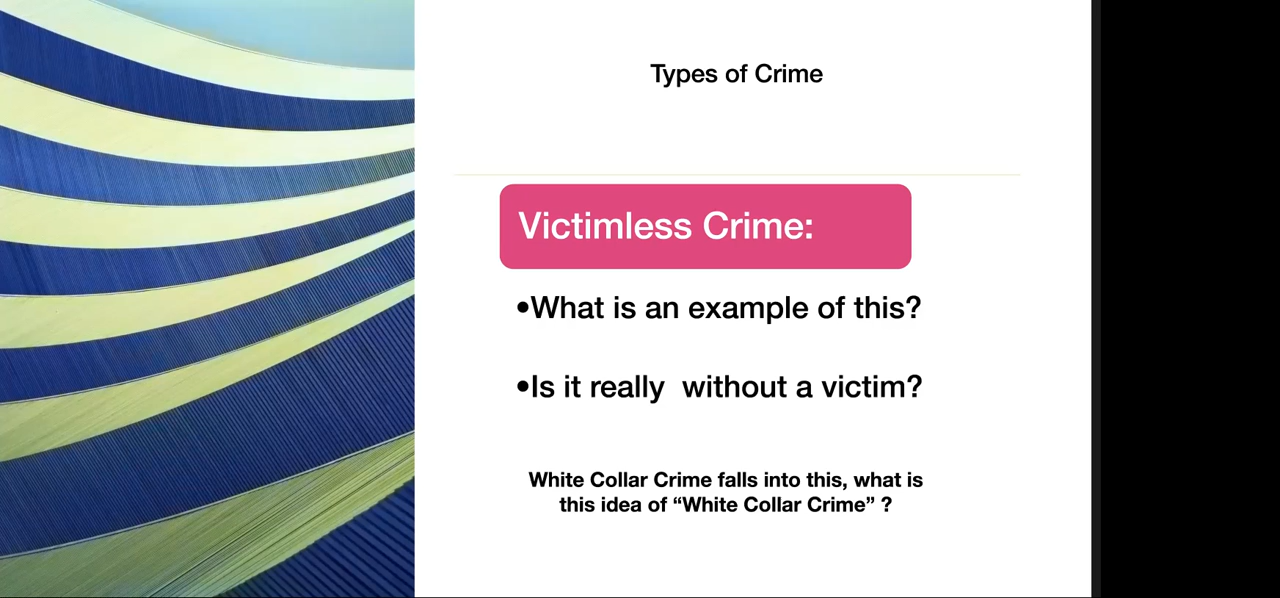 Types of Crime
Victimless Crime:
•What is an example of this?
•Is it really  without a victim?
White Collar Crime falls into this, what is
this idea of “White Collar Crime” ?